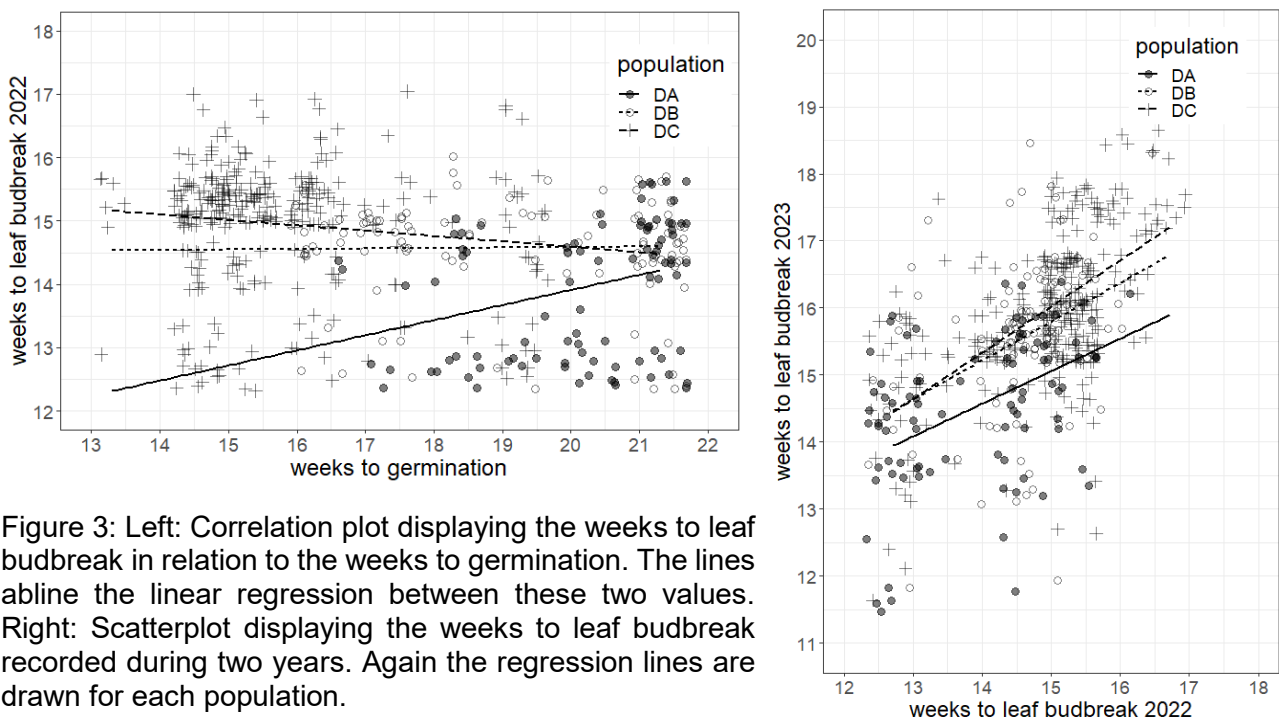 weeks to leaf budbreak 2022
18
17
16
15
14
13
12
population
DA
DB
DC
13 14 15 16 17 18 19 20 21 22
weeks to germination
weeks to leaf budbreak 2023
20
19
18
17
16
15
14
13
12
11
population
DA
DB
DC
12 13 14 15 16 17 18
weeks to leaf budbreak 2022
Figure 3: Left: Correlation plot displaying the weeks to leaf
budbreak in relation to the weeks to germination. The lines
abline the linear regression between these two values.
Right: Scatterplot displaying the weeks to leaf budbreak
recorded during two years. Again the regression lines are
drawn for each population.